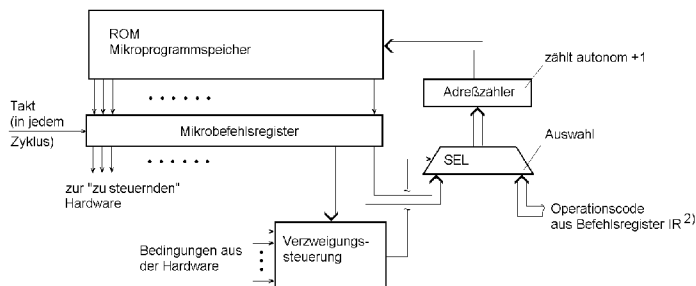 ROM
Mikroprogrammspeicher
zählt autonom +1
Adreßzahler
Takt
(in jedem
Zyklus)
Mikrobefehlsregister
Auswahl
SEL
zur "zu steuernden"
Hardware
Operationscode
aus Befehlsregister IR 2)
Verzweigungs-
steuerung
Bedingungen aus
der Hardware